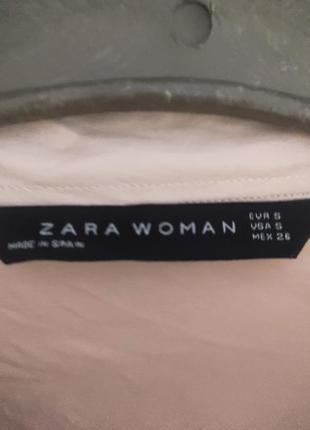 ZARA WOMAN
MADE IN SPAIN
EUR S
USA S
MEX 26